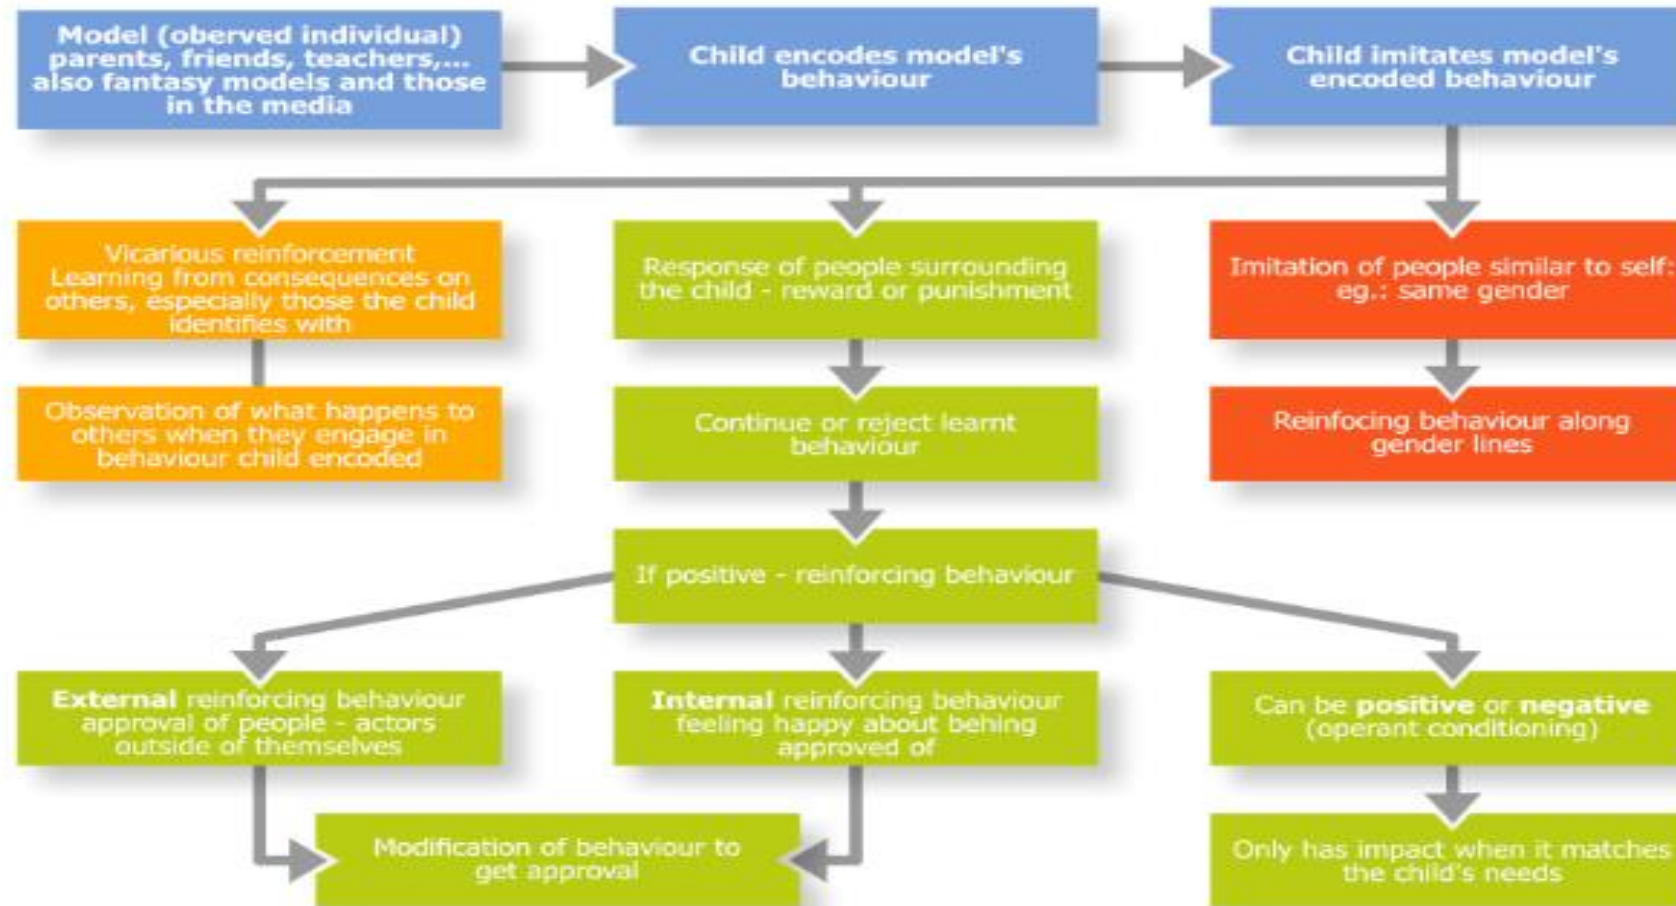 Model (oberved individual)
parents, friends, teachers,...
also fantasy models and those
in the media
Child encodes model's
behaviour
Child imitates model's
encoded behaviour
Vicarious reinforcement
Learning from consequences on
others, especially those the child
identifies with
Response of people surrounding
the child - reward or punishment
Imitation of people similar to self:
eg.: same gender
Observation of what happens to
others when they engage in
behaviour child encoded
Continue or reject learnt
behaviour
Reinfocing behaviour along
gender lines
If positive - reinforcing behaviour
External reinforcing behaviour
approval of people - actors
outside of themselves
Internal reinforcing behaviour
feeling happy about behing
approved of
Can be positive or negative
(operant conditioning)
Modification of behaviour to
get approval
Only has impact when it matches
the child's needs